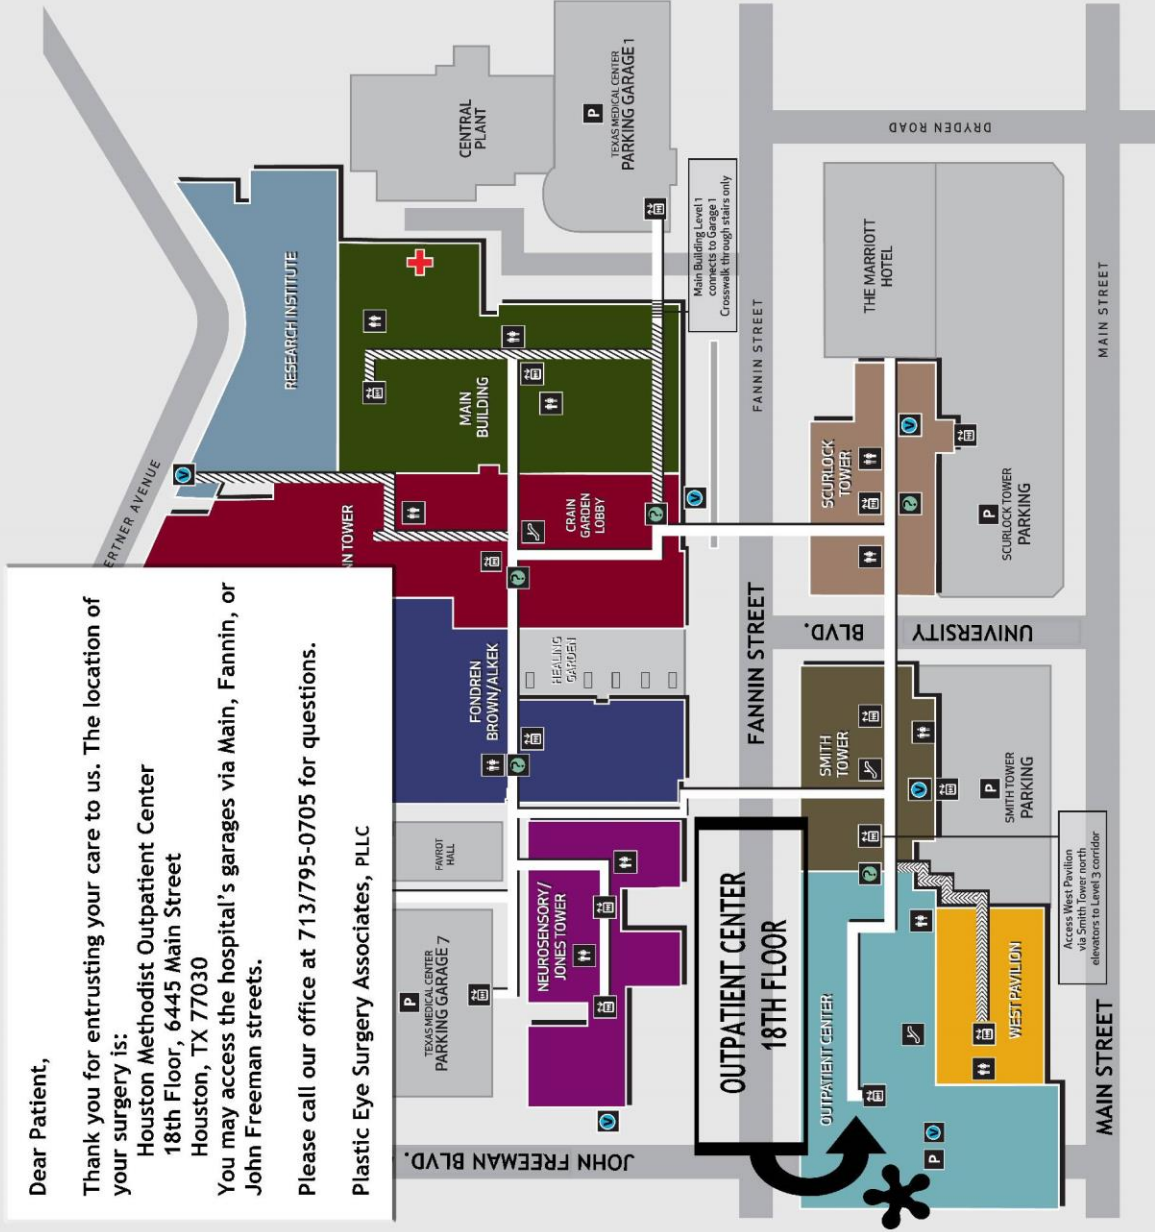 Dear Patient,
Thank you for entrusting your care to us. The location of
your surgery is:
Houston Methodist Outpatient Center
18th Floor, 6445 Main Street
Houston, TX 77030
You may access the hospital's garages via Main, Fannin, or
John Freeman streets.
Please call our office at 713/795-0705 for questions.
Plastic Eye Surgery Associates, PLLC
ERTNER AVENUE
RESEARCH INSTITUTE
CENTRAL
PLANT
TEXAS MEDICAL CENTER
PARKING GARAGE 1
P
MAIN
BUILDING
NN TOWER
CRAIN
GARDEN
LOBBY
Main Building Level 1
connects to Garage 1
Crosswalk through stairs only
FONDREN
BROWN/ALKEK
HEALING
GARDEN
FAVROT
HALL
P
TEXAS MEDICAL CENTER
PARKING GARAGE 7
NEUROSENSORY/
JONES TOWER
JOHN FREEMAN BLVD.
FANNIN STREET
FANNIN STREET
DRYDEN ROAD
THE MARRIOTT
HOTEL
SCURLOCK
TOWER
P
SCURLOCK TOWER
PARKING
UNIVERSITY BLVD.
SMITH
TOWER
P
SMITH TOWER
PARKING
OUTPATIENT CENTER
18TH FLOOR
OUTPATIENT CENTER
P
WEST PAVILION
Access West Pavilion
via Smith Tower north
elevators to Level 3 corridor
MAIN STREET
MAIN STREET
V
V
V
V
V
V
?
?
?
?
?